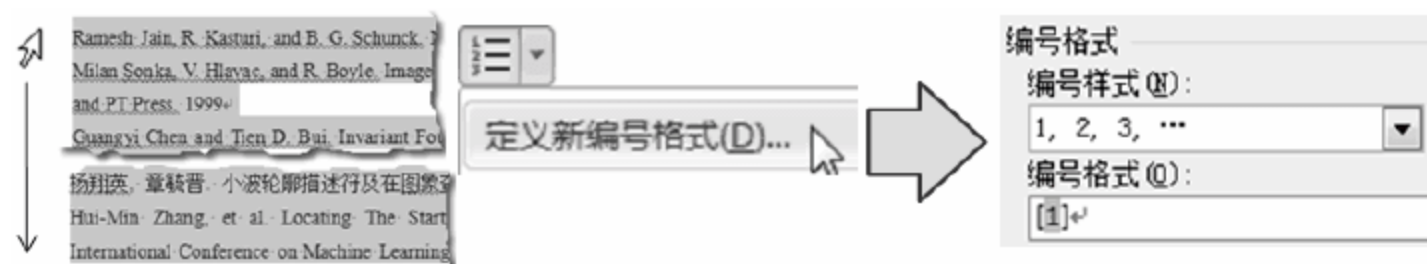 Ramesh Jain, R. Kasturi, and B. G. Schunck,
Milan Sonka, V. Hlavac, and R. Boyle. Image
and PT Press, 1999
Guangyi Chen and Tien D. Bui, Invariant Fou
扬翔英, 章毓晋. 小波轮廓描述符及在图象查
Hui-Min Zhang, et al. Locating The Start
International Conference on Machine Learning
定义新编号格式(D)...
编号格式
编号样式(N):
1, 2, 3, …
编号格式(O):
[1]